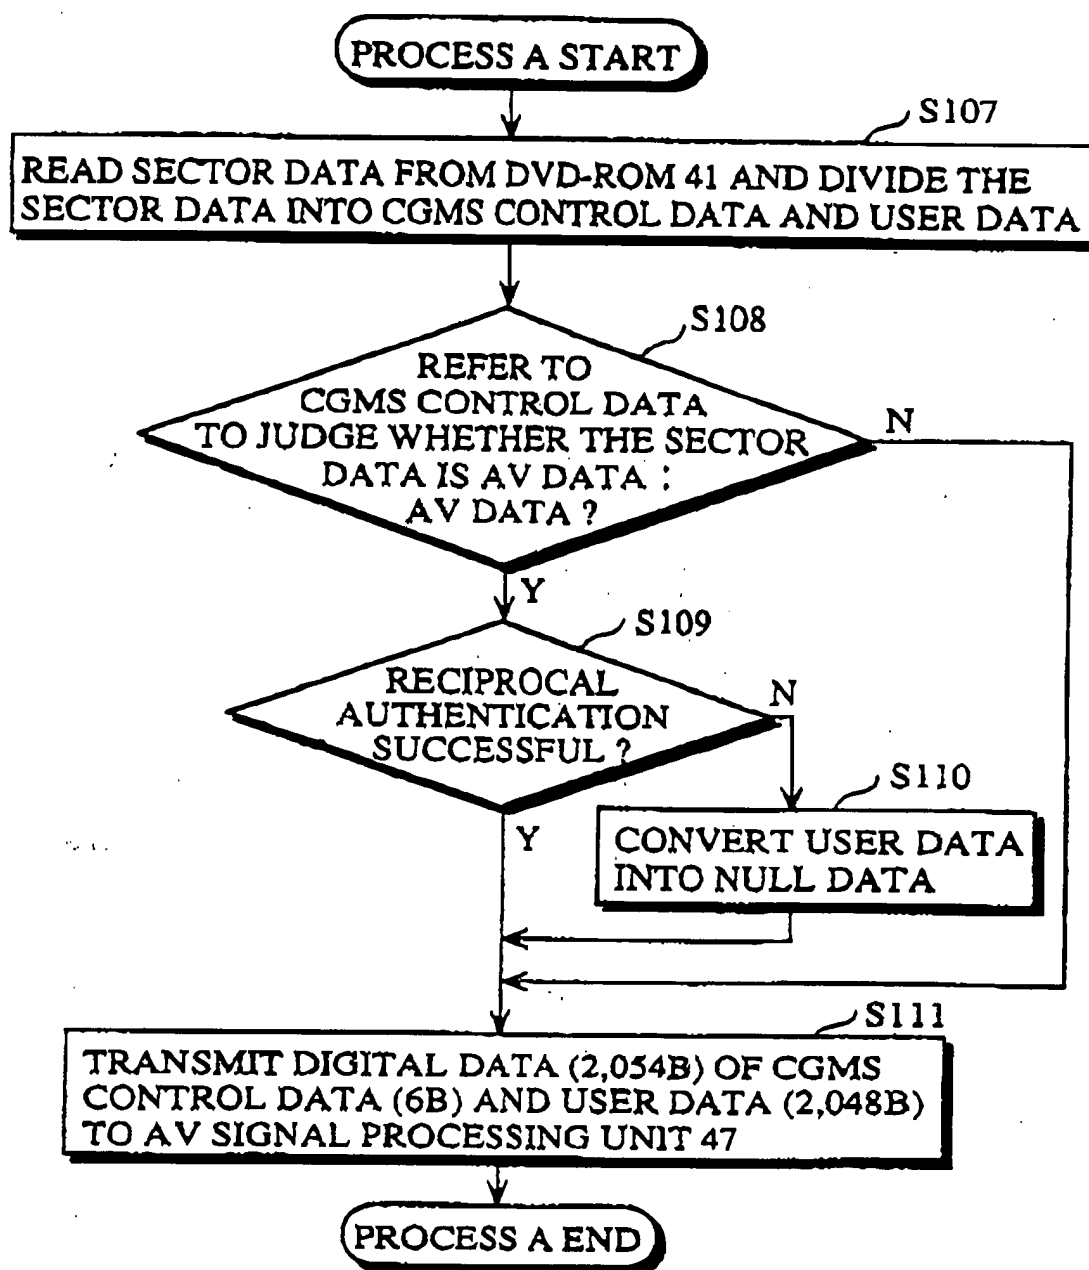 PROCESS A START
S107
READ SECTOR DATA FROM DVD-ROM 41 AND DIVIDE THE
SECTOR DATA INTO CGMS CONTROL DATA AND USER DATA
S108
REFER TO
CGMS CONTROL DATA
TO JUDGE WHETHER THE SECTOR
DATA IS AV DATA :
AV DATA ?
N
Y
S109
RECIPROCAL
AUTHENTICATION
SUCCESSFUL ?
N
Y
S110
CONVERT USER DATA
INTO NULL DATA
S111
TRANSMIT DIGITAL DATA (2,054B) OF CGMS
CONTROL DATA (6B) AND USER DATA (2,048B)
TO AV SIGNAL PROCESSING UNIT 47
PROCESS A END